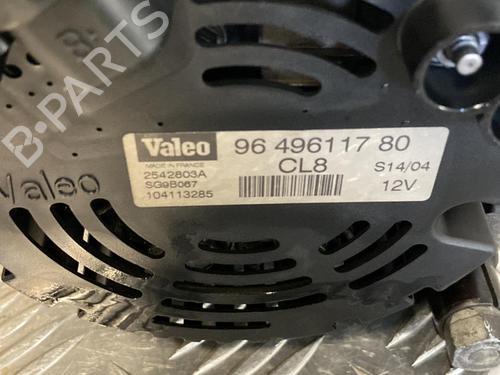 B-PARTS
Valeo
96 496117 80
MADE IN FRANCE
CL8
S14/04
2542803A
SG9B067
12V
104113285
Valeo